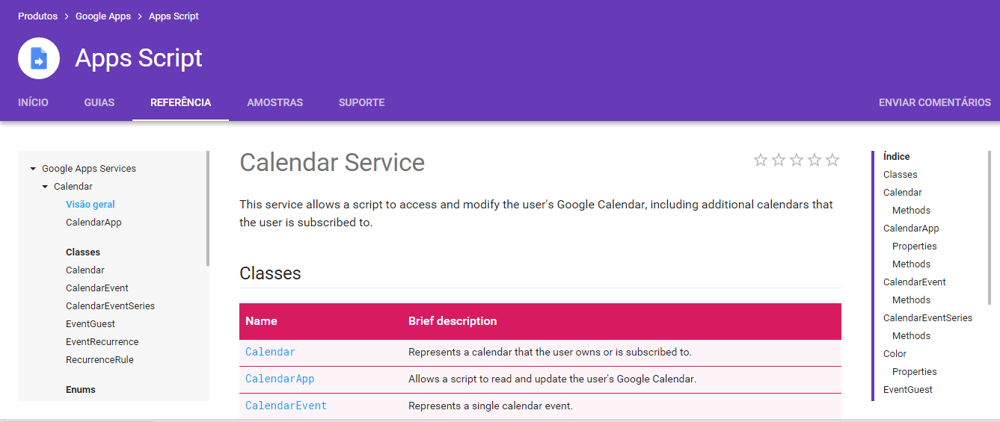 Produtos > Google Apps > Apps Script
Apps Script
INÍCIO GUIAS REFERÊNCIA AMOSTRAS SUPORTE ENVIAR COMENTÁRIOS
Google Apps Services
Calendar
Visão geral
CalendarApp
Classes
Calendar
CalendarEvent
CalendarEventSeries
EventGuest
EventRecurrence
RecurrenceRule
Enums
Calendar Service
This service allows a script to access and modify the user's Google Calendar, including additional calendars that
the user is subscribed to.
Classes
Name Brief description
Calendar Represents a calendar that the user owns or is subscribed to.
CalendarApp Allows a script to read and update the user's Google Calendar.
CalendarEvent Represents a single calendar event.
Índice
Classes
Calendar
Methods
CalendarApp
Properties
Methods
CalendarEvent
Methods
CalendarEventSeries
Methods
Color
Properties
EventGuest